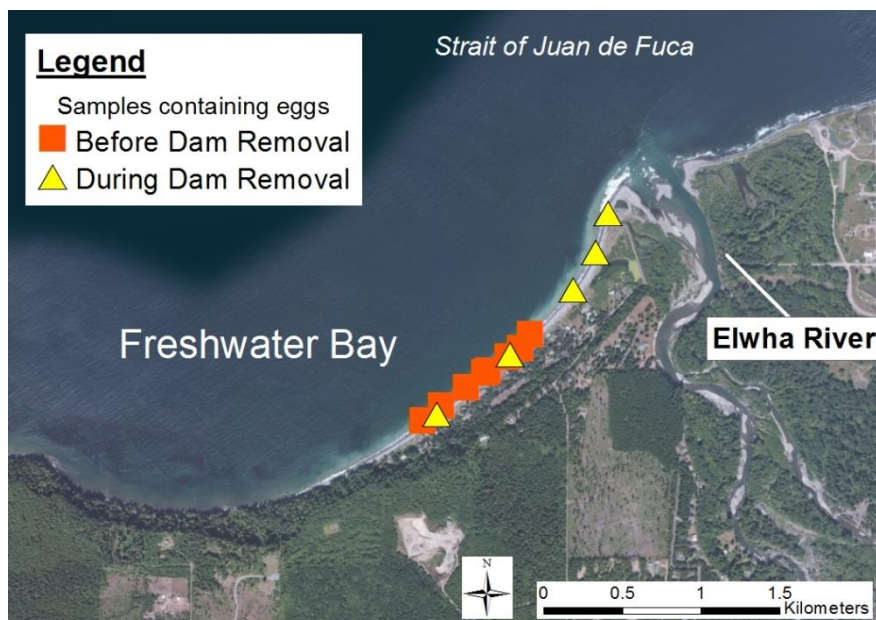 Strait of Juan de Fuca
Legend
Samples containing eggs
Before Dam Removal
During Dam Removal
Freshwater Bay
Elwha River
N
0 0.5 1 1.5
Kilometers